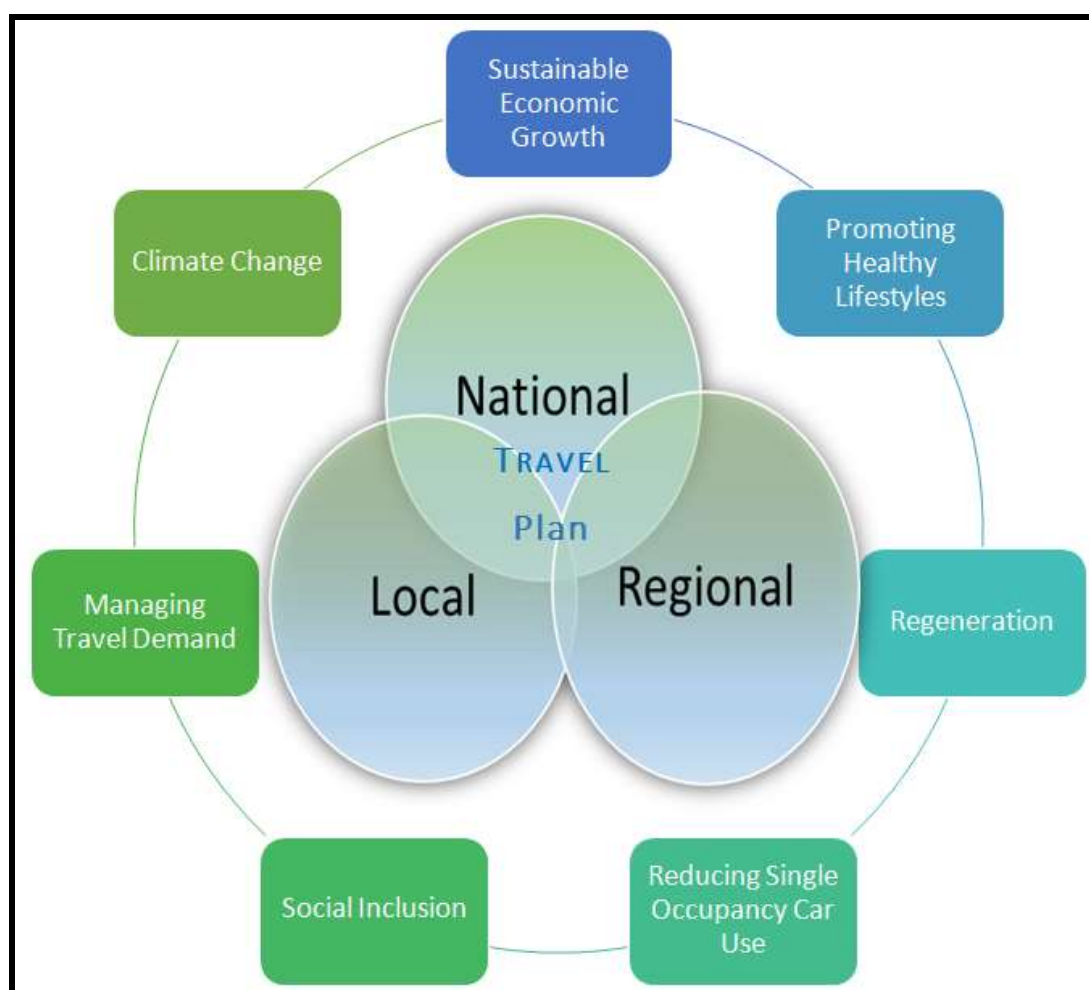 Sustainable
Economic
Growth
Promoting
Healthy
Lifestyles
Regeneration
Reducing Single
Occupancy Car
Use
Social Inclusion
Managing
Travel Demand
Climate Change
National
TRAVEL
Plan
Local
Regional